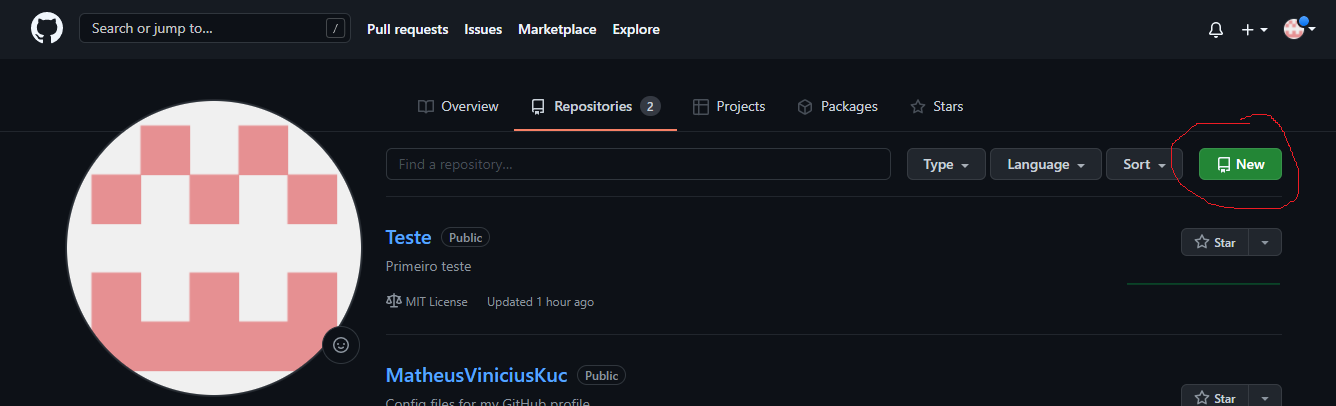 Search or jump to... / Pull requests Issues Marketplace Explore
Overview Repositories 2 Projects Packages Stars
Find a repository... Type Language Sort New
Teste Public Star
Primeiro teste
MIT License Updated 1 hour ago
MatheusViniciusKuc Public Star
Config files for my GitHub profile.